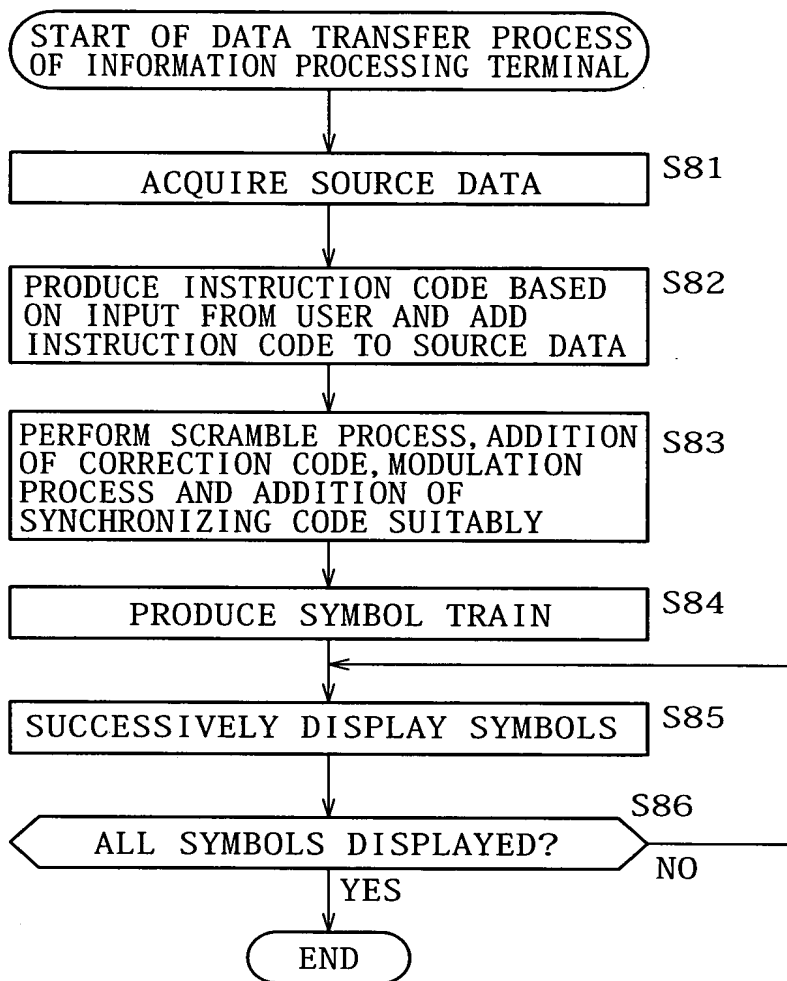 START OF DATA TRANSFER PROCESS
OF INFORMATION PROCESSING TERMINAL
S81
ACQUIRE SOURCE DATA
S82
PRODUCE INSTRUCTION CODE BASED
ON INPUT FROM USER AND ADD
INSTRUCTION CODE TO SOURCE DATA
S83
PERFORM SCRAMBLE PROCESS, ADDITION
OF CORRECTION CODE, MODULATION
PROCESS AND ADDITION OF
SYNCHRONIZING CODE SUITABLY
S84
PRODUCE SYMBOL TRAIN
S85
SUCCESSIVELY DISPLAY SYMBOLS
S86
ALL SYMBOLS DISPLAYED?
NO
YES
END